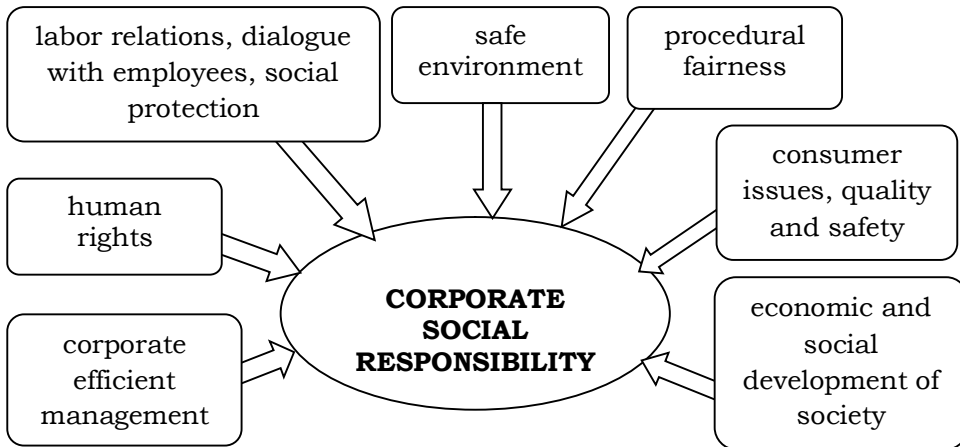 labor relations, dialogue
with employees, social
protection
safe
environment
procedural
fairness
consumer
issues, quality
and safety
human
rights
CORPORATE
SOCIAL
RESPONSIBILITY
economic and
social
development of
society
corporate
efficient
management